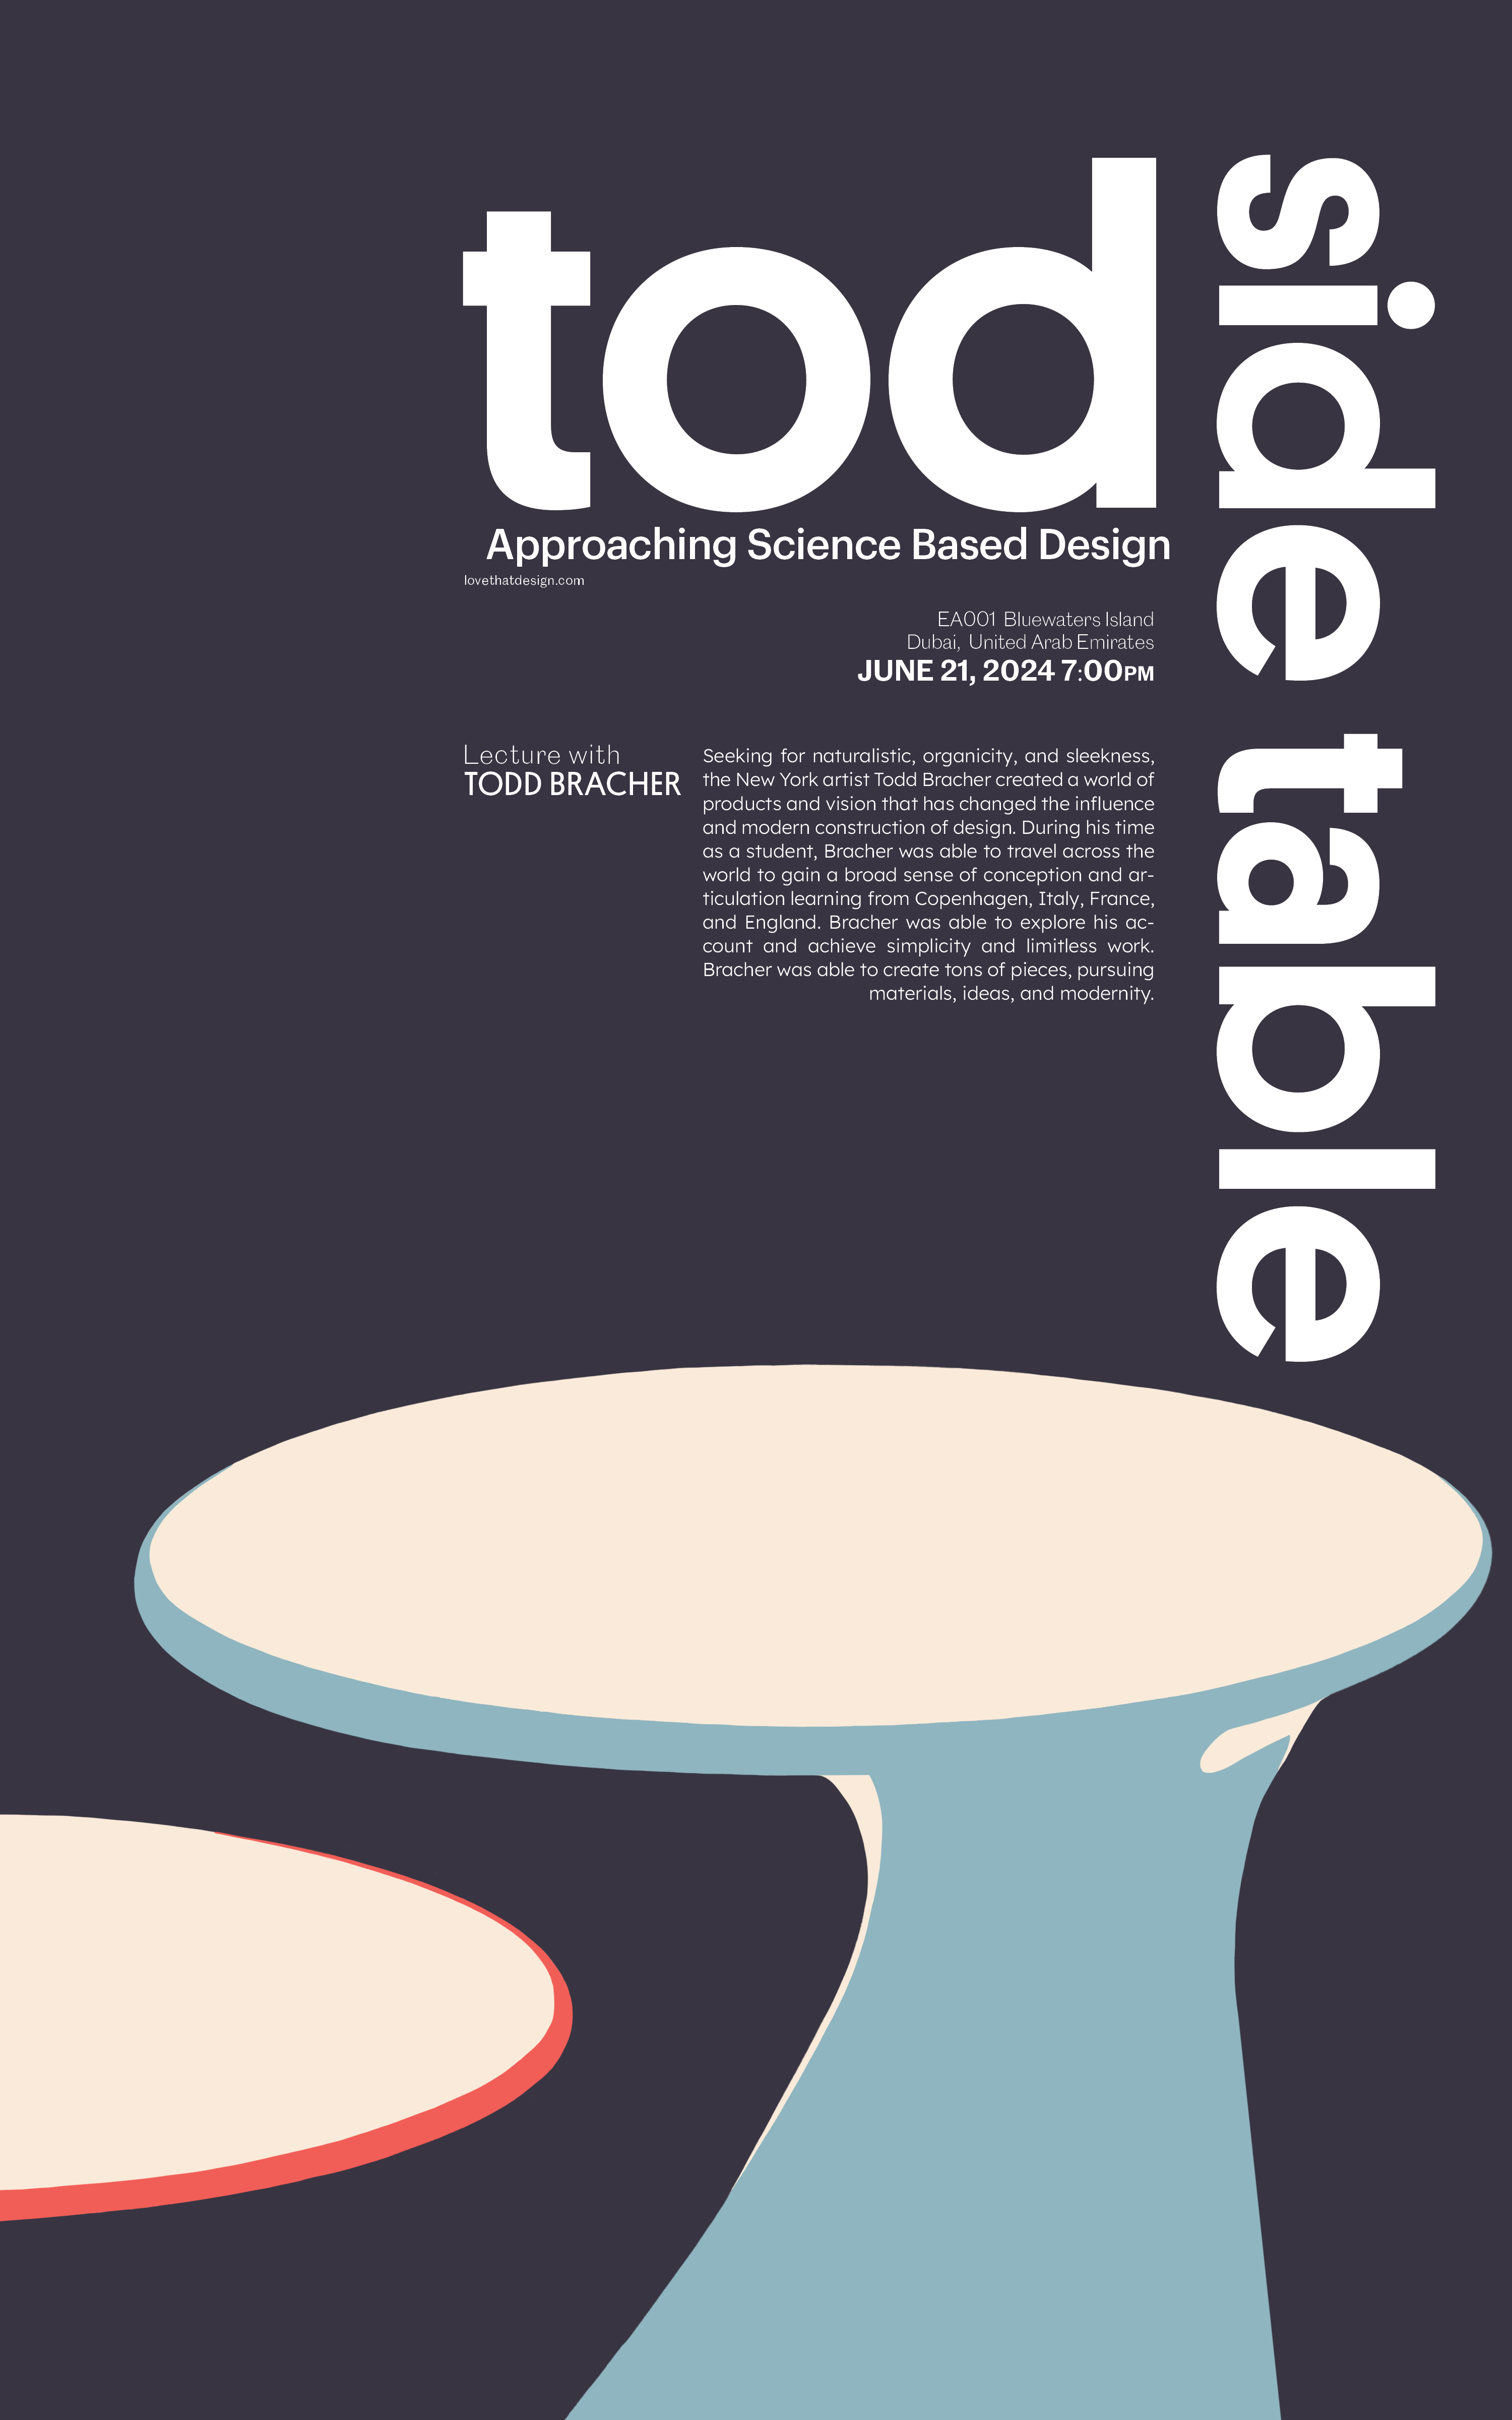 tod
side table
Approaching Science Based Design
lovethatdesign.com
EA001 Bluewaters Island
Dubai, United Arab Emirates
JUNE 21, 2024 7:00PM
Lecture with
TODD BRACHER
Seeking for naturalistic, organicity, and sleekness,
the New York artist Todd Bracher created a world of
products and vision that has changed the influence
and modern construction of design. During his time
as a student, Bracher was able to travel across the
world to gain a broad sense of conception and ar-
ticulation learning from Copenhagen, Italy, France,
and England. Bracher was able to explore his ac-
count and achieve simplicity and limitless work.
Bracher was able to create tons of pieces, pursuing
materials, ideas, and modernity.